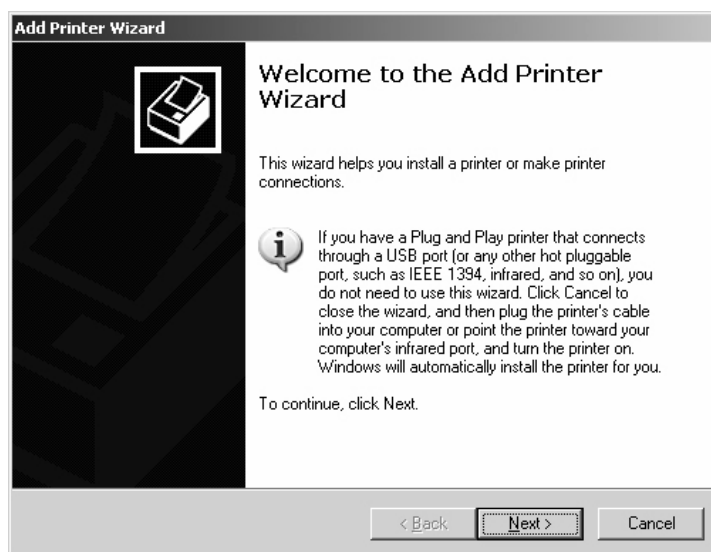 Add Printer Wizard
Welcome to the Add Printer
Wizard
This wizard helps you install a printer or make printer
connections.
If you have a Plug and Play printer that connects
through a USB port (or any other hot pluggable
port, such as IEEE 1394, infrared, and so on), you
do not need to use this wizard. Click Cancel to
close the wizard, and then plug the printer's cable
into your computer or point the printer toward your
computer's infrared port, and turn the printer on.
Windows will automatically install the printer for you.
To continue, click Next.
< Back
Next >
Cancel